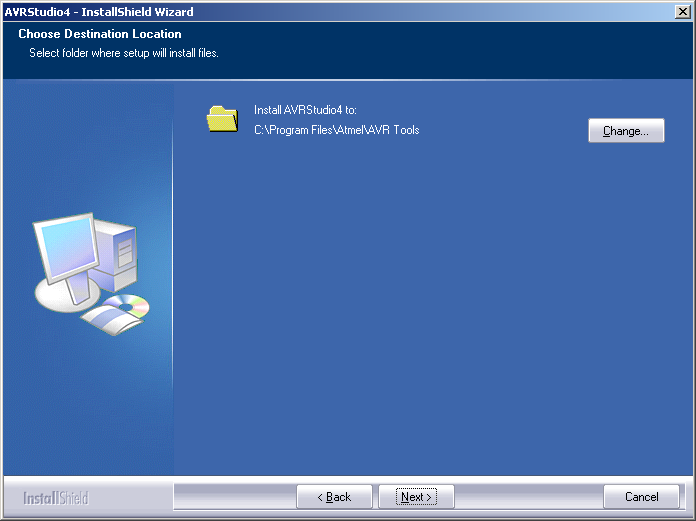 AVRStudio4 - InstallShield Wizard
Choose Destination Location
Select folder where setup will install files.
Install AVRStudio4 to:
C:\Program Files\Atmel\AVR Tools
Change...
InstallShield
< Back
Next >
Cancel